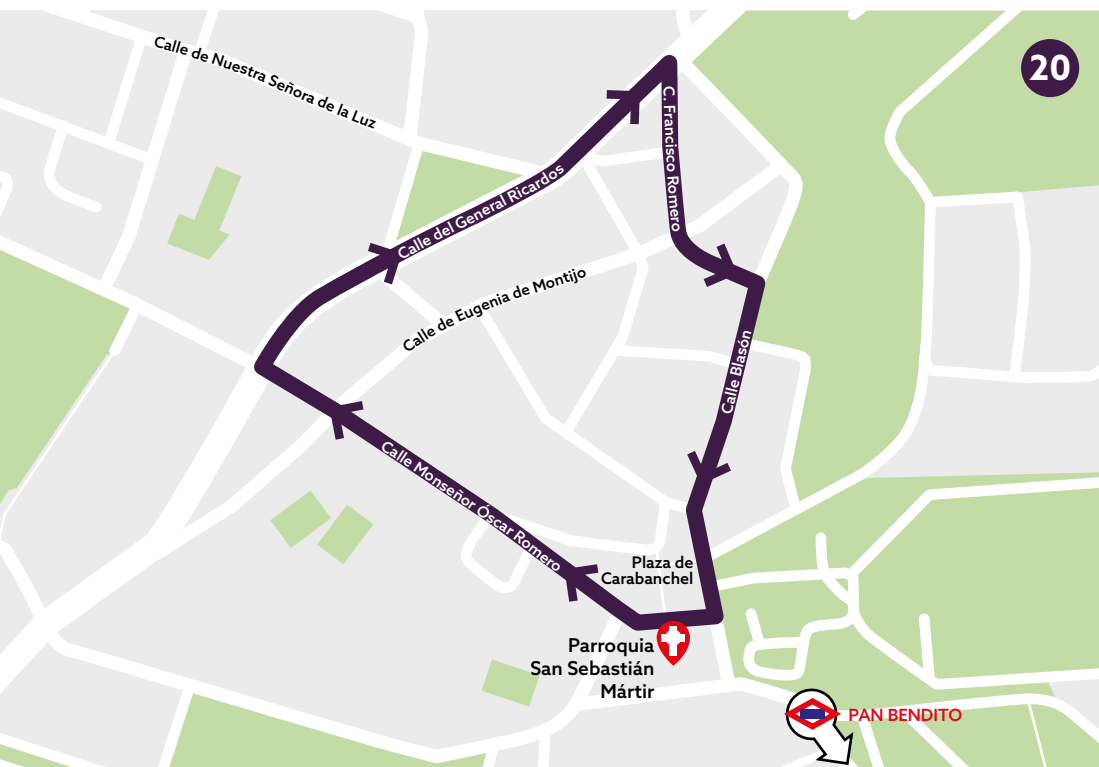 20
Calle de Nuestra Señora de la Luz
C. Francisco Romero
Calle del General Ricardos
Calle de Eugenia de Montijo
Calle Blasón
Calle Monseñor Óscar Romero
Plaza de
Carabanchel
Parroquia
San Sebastián
Mártir
PAN BENDITO